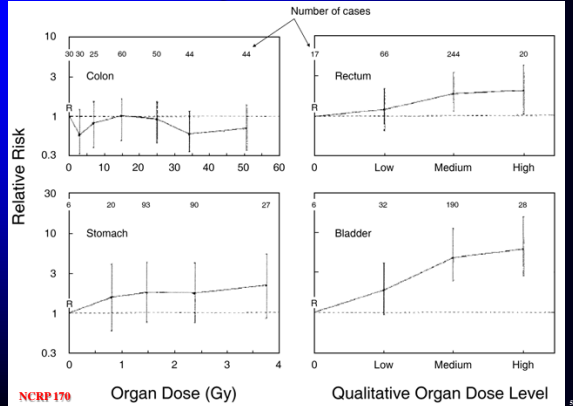 Number of cases
Relative Risk
10
3
1
0.3
30 30 25 60 50 44 44
Colon
R
0 10 20 30 40 50 60
17 66 244 20
Rectum
R
0 Low Medium High
30
10
3
1
0.3
6 20 93 90 27
Stomach
R
0 1 2 3 4
6 32 190 28
Bladder
R
0 Low Medium High
NCRP 170
Organ Dose (Gy)
Qualitative Organ Dose Level